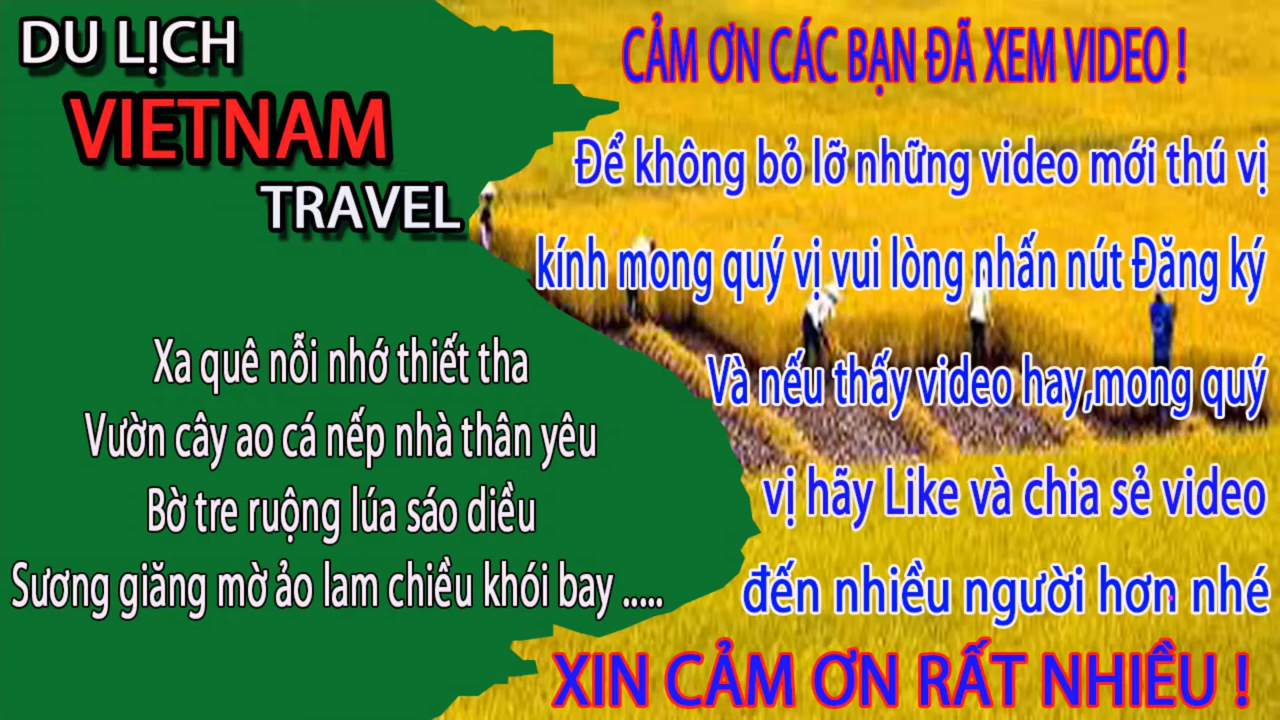 DU LỊCH
VIETNAM
TRAVEL
Xa quê nỗi nhớ thiết tha
Vườn cây ao cá nếp nhà thân yêu
Bờ tre ruộng lúa sáo diều
Sương giăng mờ ảo lam chiều khói bay .....
CẢM ƠN CÁC BẠN ĐÃ XEM VIDEO !
Để không bỏ lỡ những video mới thú vị
kính mong quý vị vui lòng nhấn nút Đăng ký
Và nếu thấy video hay,mong quý
vị hãy Like và chia sẻ video
đến nhiều người hơn nhé
XIN CẢM ƠN RẤT NHIỀU !